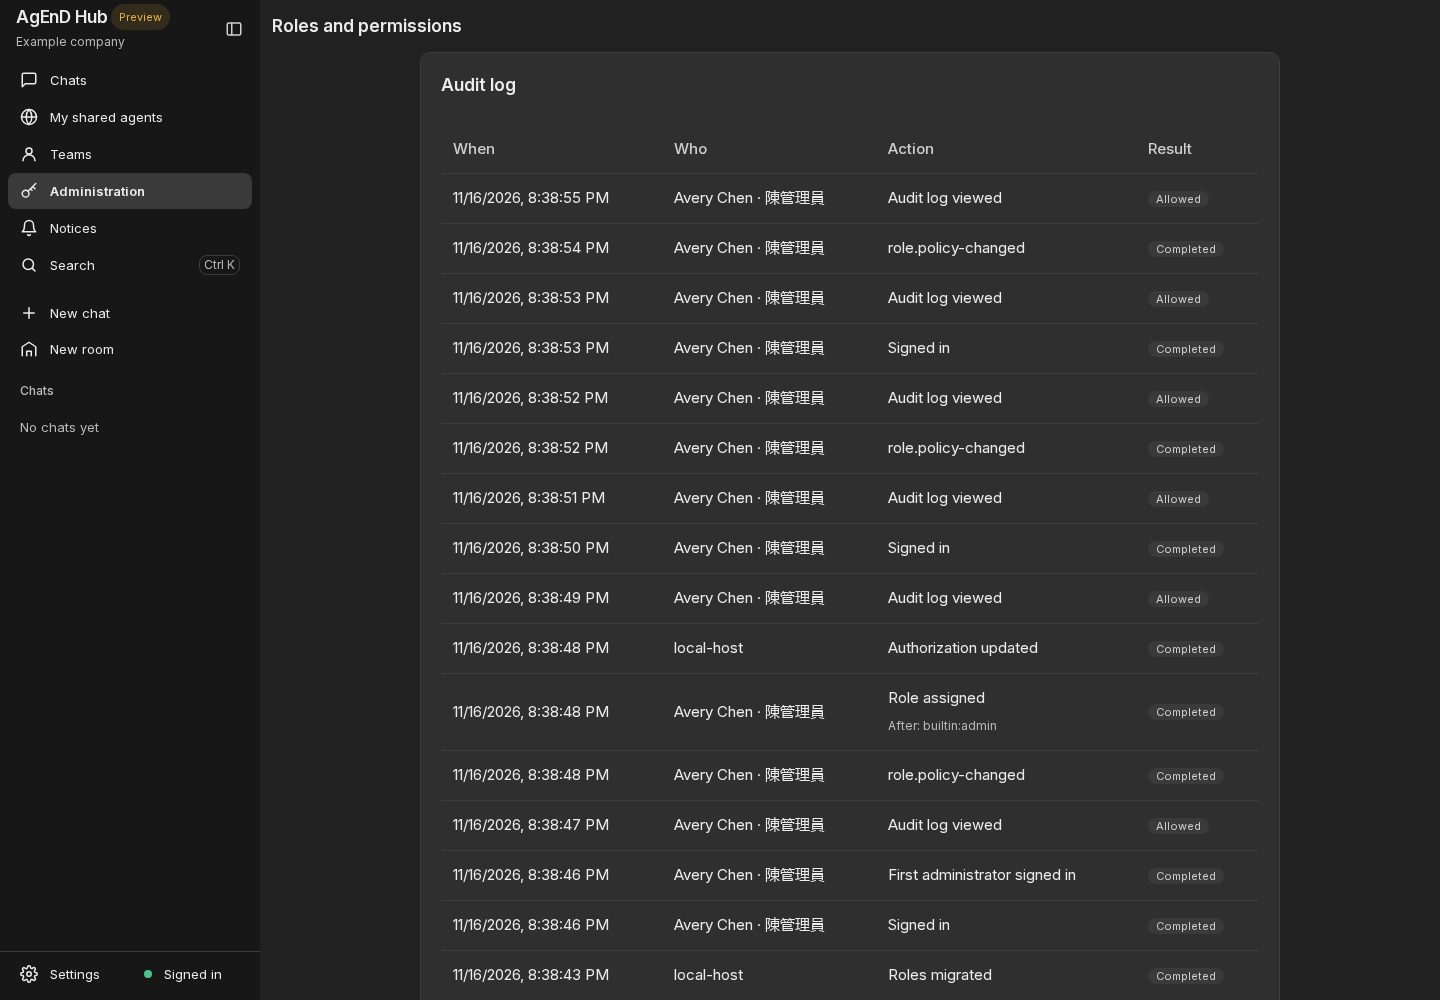 AgEnD Hub Preview
Example company
Chats
My shared agents
Teams
Administration
Notices
Search Ctrl K
New chat
New room
Chats
No chats yet
Settings Signed in
Roles and permissions
Audit log
When Who Action Result
11/16/2026, 8:38:55 PM Avery Chen · 陳管理員 Audit log viewed Allowed
11/16/2026, 8:38:54 PM Avery Chen · 陳管理員 role.policy-changed Completed
11/16/2026, 8:38:53 PM Avery Chen · 陳管理員 Audit log viewed Allowed
11/16/2026, 8:38:53 PM Avery Chen · 陳管理員 Signed in Completed
11/16/2026, 8:38:52 PM Avery Chen · 陳管理員 Audit log viewed Allowed
11/16/2026, 8:38:52 PM Avery Chen · 陳管理員 role.policy-changed Completed
11/16/2026, 8:38:51 PM Avery Chen · 陳管理員 Audit log viewed Allowed
11/16/2026, 8:38:50 PM Avery Chen · 陳管理員 Signed in Completed
11/16/2026, 8:38:49 PM Avery Chen · 陳管理員 Audit log viewed Allowed
11/16/2026, 8:38:48 PM local-host Authorization updated Completed
11/16/2026, 8:38:48 PM Avery Chen · 陳管理員 Role assigned Completed
After: builtin:admin
11/16/2026, 8:38:48 PM Avery Chen · 陳管理員 role.policy-changed Completed
11/16/2026, 8:38:47 PM Avery Chen · 陳管理員 Audit log viewed Allowed
11/16/2026, 8:38:46 PM Avery Chen · 陳管理員 First administrator signed in Completed
11/16/2026, 8:38:46 PM Avery Chen · 陳管理員 Signed in Completed
11/16/2026, 8:38:43 PM local-host Roles migrated Completed